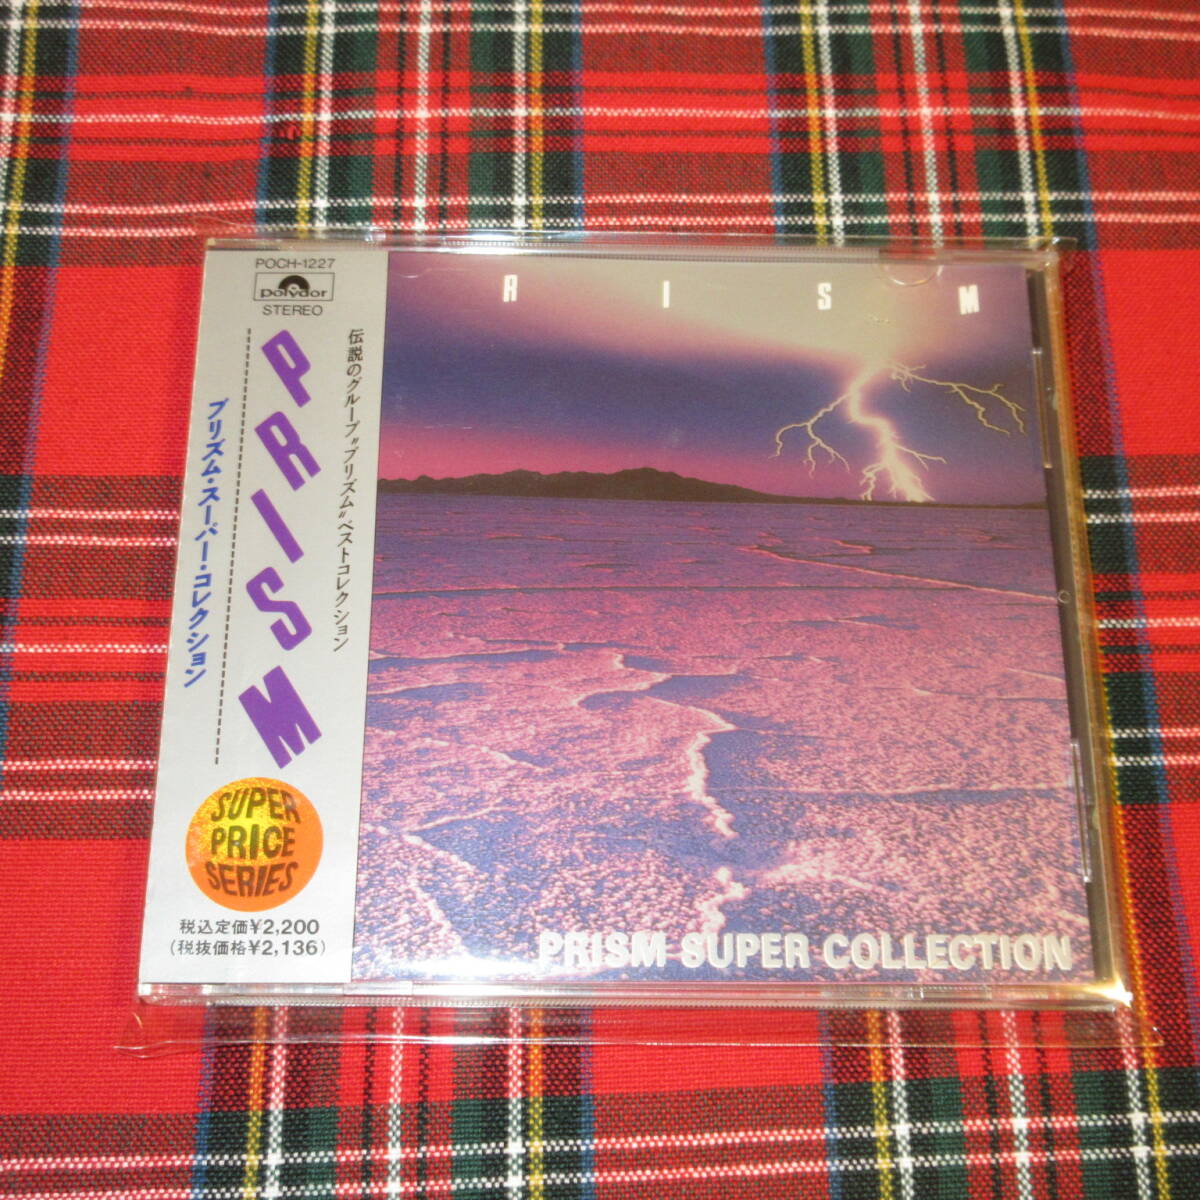 POCH-1227
polydor
STEREO
伝説のグループ"プリズム"ベストコレクション
PRISM
プリズム・スーパー・コレクション
SUPER
PRICE
SERIES
税込定価¥2,200
(税抜価格¥2,136)
R I S M
PRISM SUPER COLLECTION